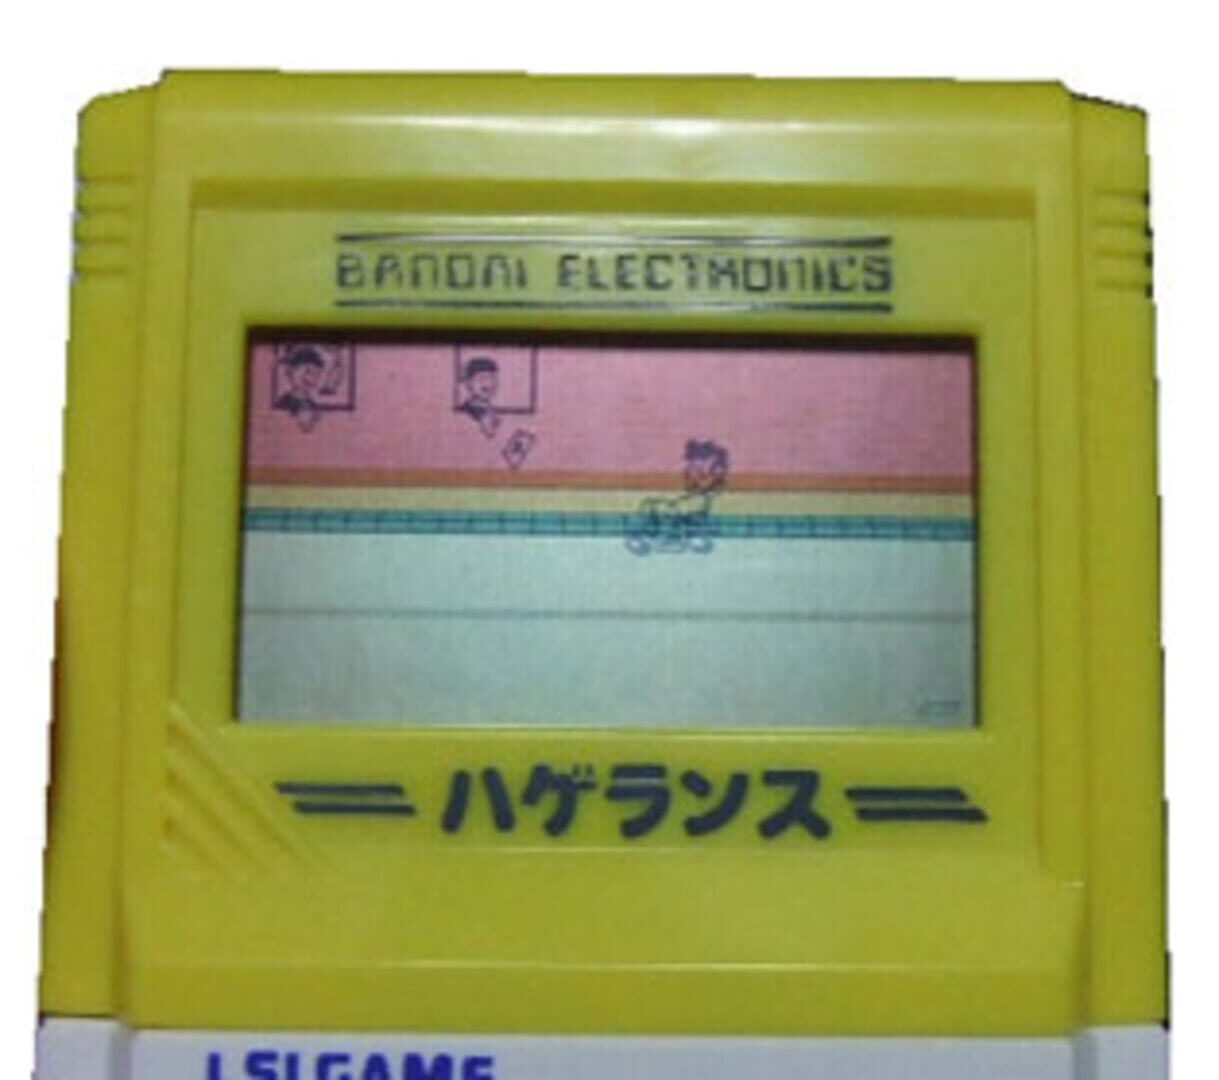 BANDAI ELECTRONICS
ハゲランス
LSI GAME